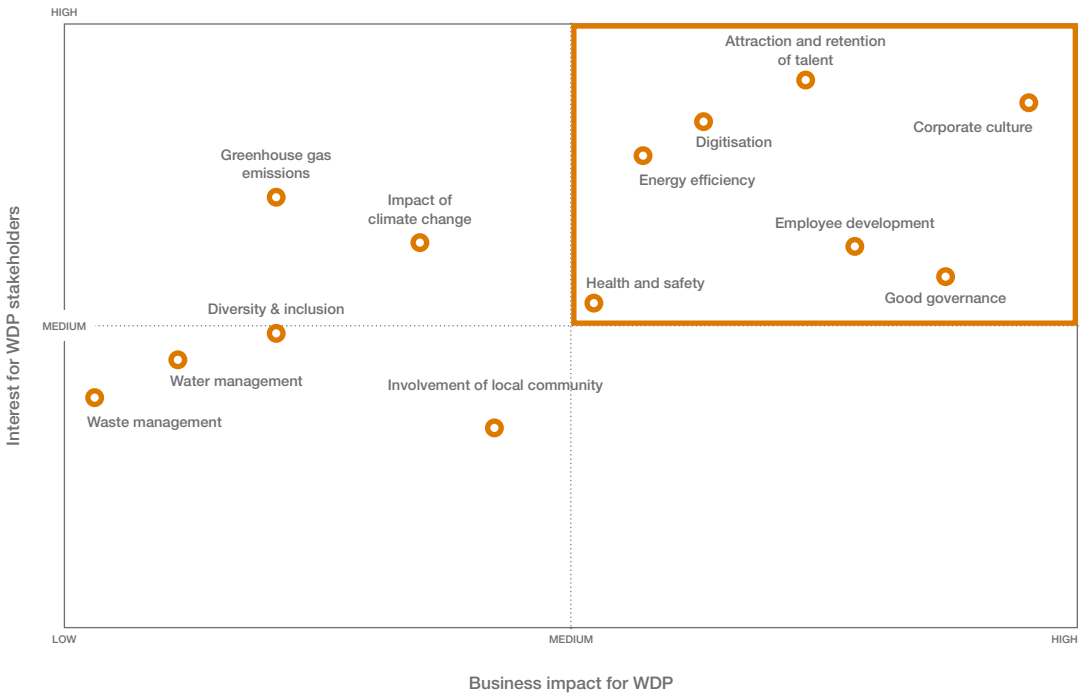 HIGH
Attraction and retention
of talent
Corporate culture
Digitisation
Greenhouse gas
emissions
Energy efficiency
Impact of
climate change
Employee development
Health and safety
Good governance
Diversity & inclusion
MEDIUM
Water management
Involvement of local community
Waste management
Interest for WDP stakeholders
LOW
MEDIUM
HIGH
Business impact for WDP